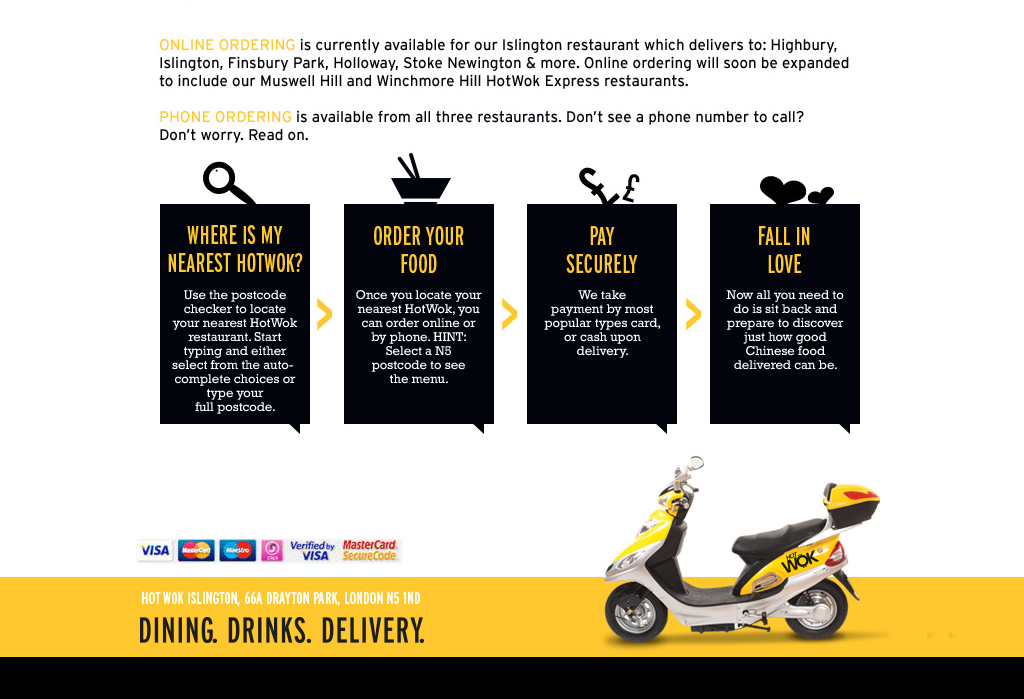 ONLINE ORDERING is currently available for our Islington restaurant which delivers to: Highbury,
Islington, Finsbury Park, Holloway, Stoke Newington & more. Online ordering will soon be expanded
to include our Muswell Hill and Winchmore Hill HotWok Express restaurants.
PHONE ORDERING is available from all three restaurants. Don't see a phone number to call?
Don't worry. Read on.
££
WHERE IS MY
NEAREST HOTWOK?
Use the postcode
checker to locate
your nearest HotWok
restaurant. Start
typing and either
select from the auto-
complete choices or
type your
full postcode.
>
ORDER YOUR
FOOD
Once you locate your
nearest HotWok, you
can order online or
by phone. HINT:
Select a N5
postcode to see
the menu.
>
PAY
SECURELY
We take
payment by most
popular types card,
or cash upon
delivery.
>
FALL IN
LOVE
Now all you need to
do is sit back and
prepare to discover
just how good
Chinese food
delivered can be.
VISA MasterCard Maestro Verified by VISA MasterCard. SecureCode.
HOT WOK
HOT WOK ISLINGTON, 66A DRAYTON PARK, LONDON N5 1ND
DINING. DRINKS. DELIVERY.